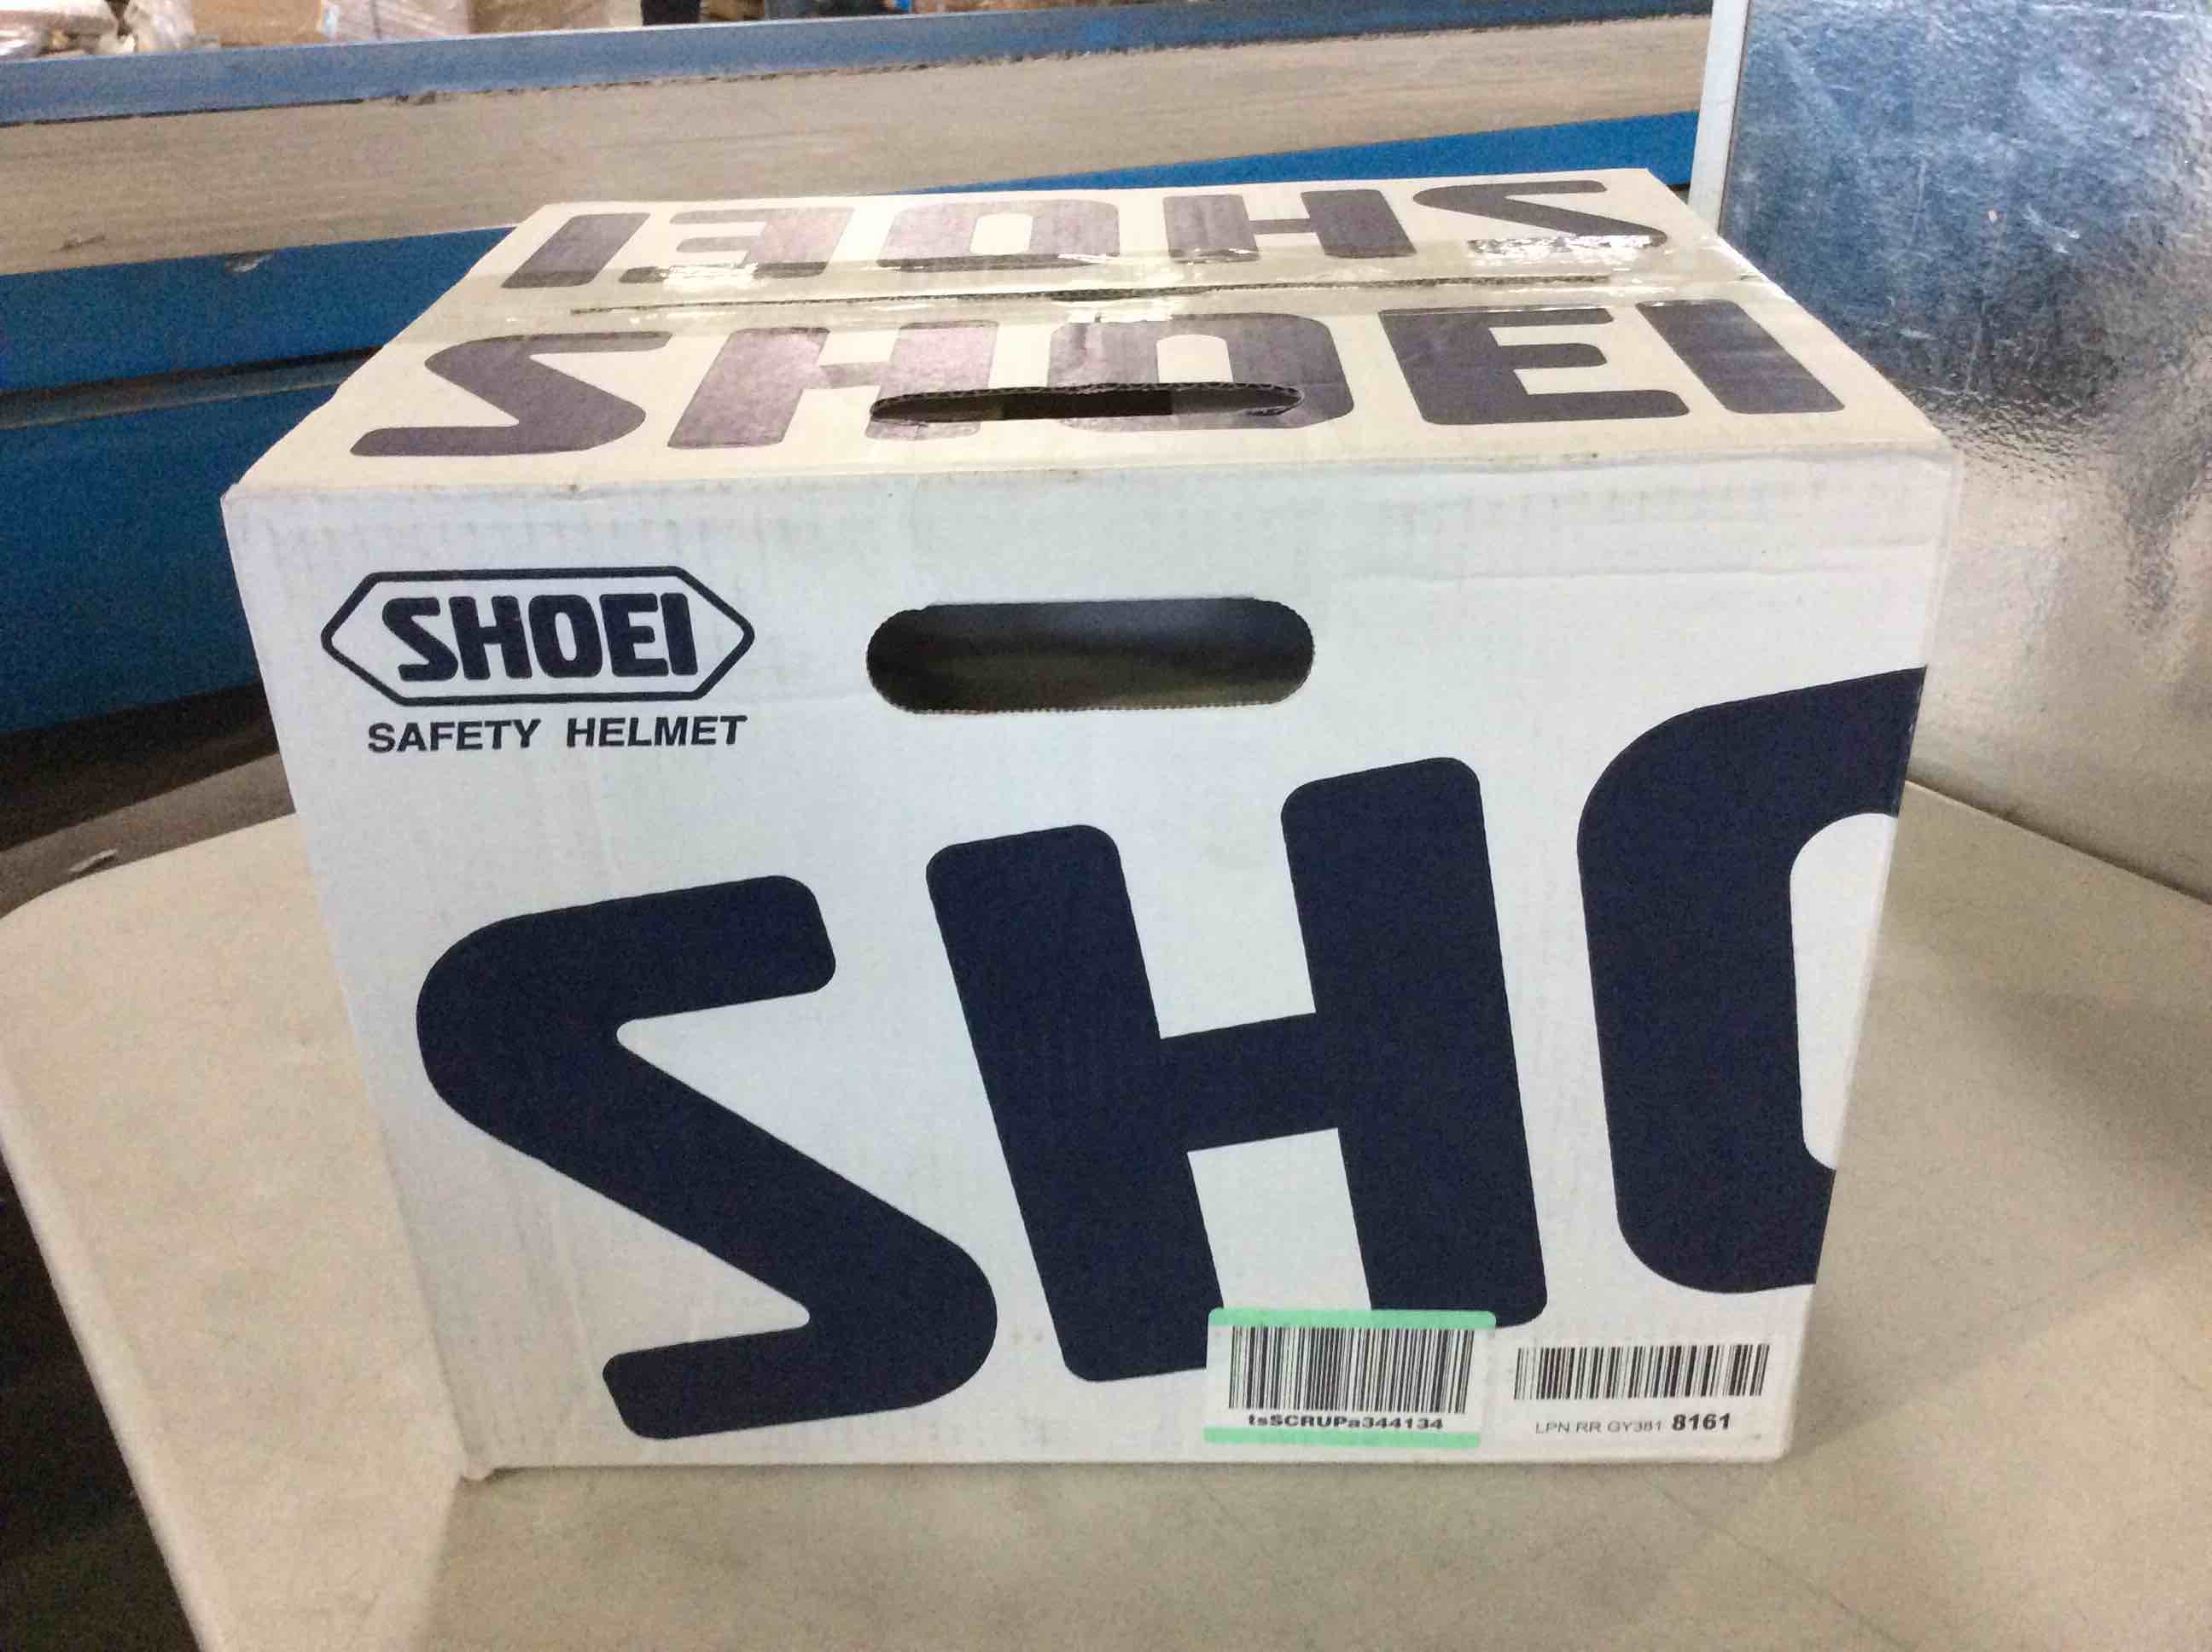 SHOEI
SHOEI
SHOEI
SAFETY HELMET
SHO
tsSCRUPa344134
LPN RR GY381 8161